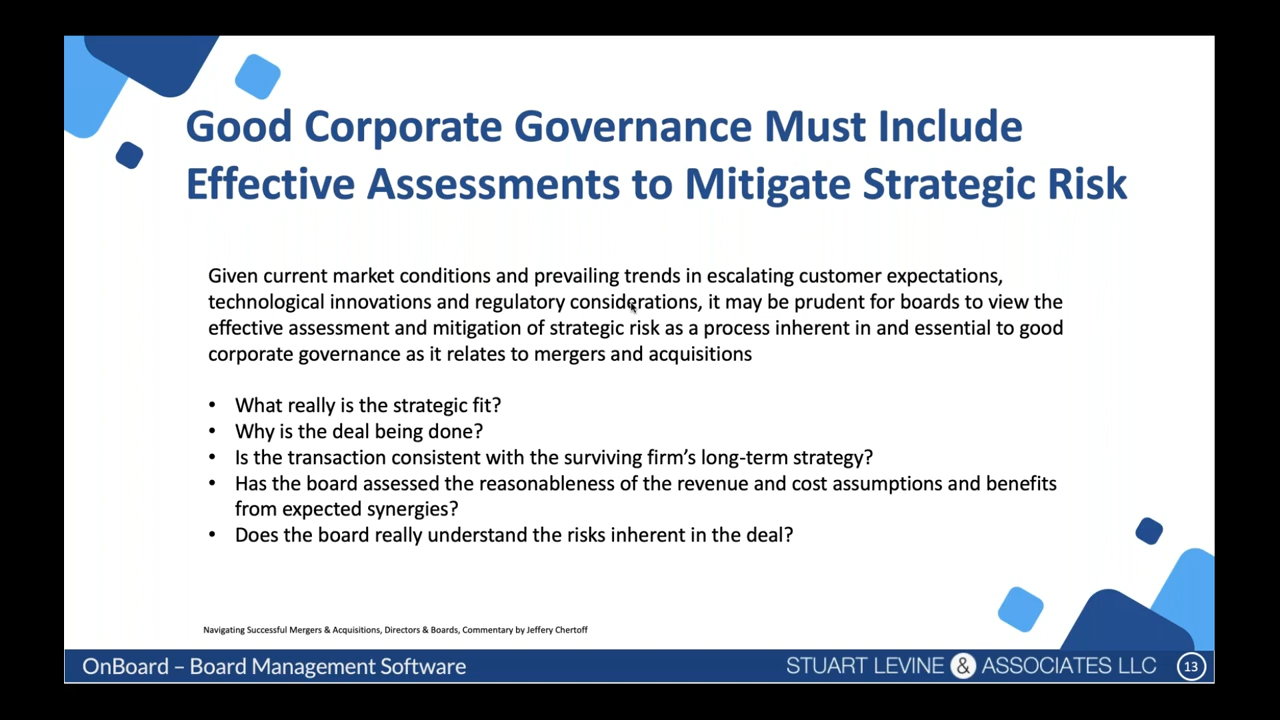 Good Corporate Governance Must Include
Effective Assessments to Mitigate Strategic Risk
Given current market conditions and prevailing trends in escalating customer expectations,
technological innovations and regulatory considerations, it may be prudent for boards to view the
effective assessment and mitigation of strategic risk as a process inherent in and essential to good
corporate governance as it relates to mergers and acquisitions
• What really is the strategic fit?
• Why is the deal being done?
• Is the transaction consistent with the surviving firm's long-term strategy?
• Has the board assessed the reasonableness of the revenue and cost assumptions and benefits
from expected synergies?
• Does the board really understand the risks inherent in the deal?
Navigating Successful Mergers & Acquisitions, Directors & Boards, Commentary by Jeffery Chertoff
OnBoard – Board Management Software
STUART LEVINE & ASSOCIATES LLC 13